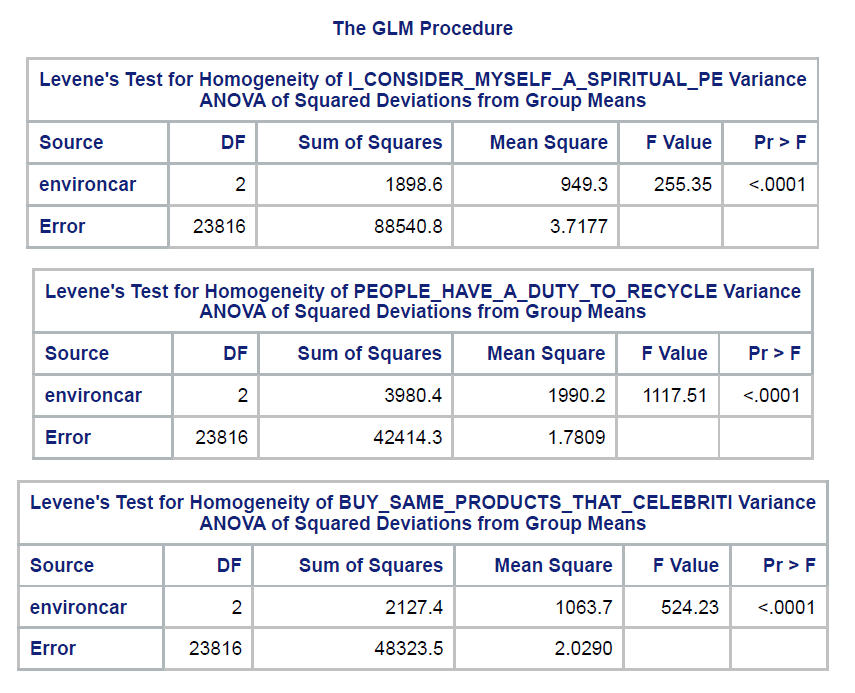 The GLM Procedure
Levene's Test for Homogeneity of I_CONSIDER_MYSELF_A_SPIRITUAL_PE Variance
ANOVA of Squared Deviations from Group Means
Source DF Sum of Squares Mean Square F Value Pr > F
environcar 2 1898.6 949.3 255.35 <.0001
Error 23816 88540.8 3.7177
Levene's Test for Homogeneity of PEOPLE_HAVE_A_DUTY_TO_RECYCLE Variance
ANOVA of Squared Deviations from Group Means
Source DF Sum of Squares Mean Square F Value Pr > F
environcar 2 3980.4 1990.2 1117.51 <.0001
Error 23816 42414.3 1.7809
Levene's Test for Homogeneity of BUY_SAME_PRODUCTS_THAT_CELEBRITI Variance
ANOVA of Squared Deviations from Group Means
Source DF Sum of Squares Mean Square F Value Pr > F
environcar 2 2127.4 1063.7 524.23 <.0001
Error 23816 48323.5 2.0290